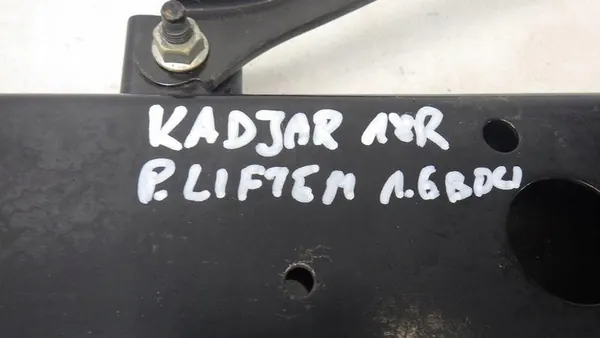 KADJAR 18R
P.LIFTEM 1.6BDCI